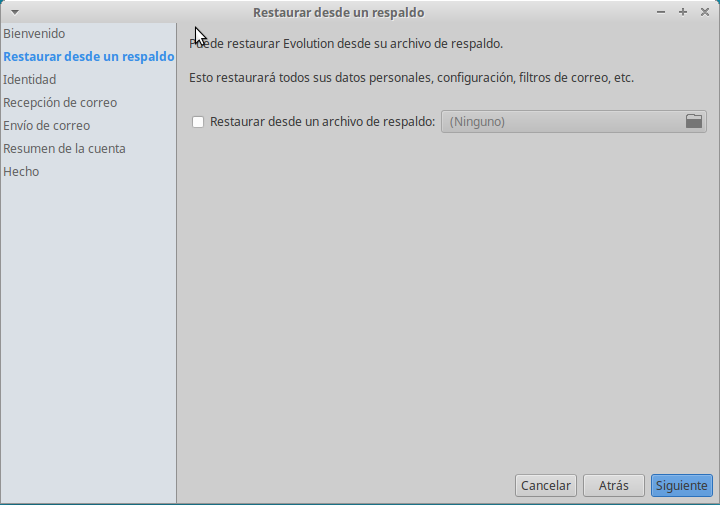 Restaurar desde un respaldo
Bienvenido
Restaurar desde un respaldo
Identidad
Recepción de correo
Envío de correo
Resumen de la cuenta
Hecho
Puede restaurar Evolution desde su archivo de respaldo.
Esto restaurará todos sus datos personales, configuración, filtros de correo, etc.
Restaurar desde un archivo de respaldo: (Ninguno)
Cancelar Atrás Siguiente